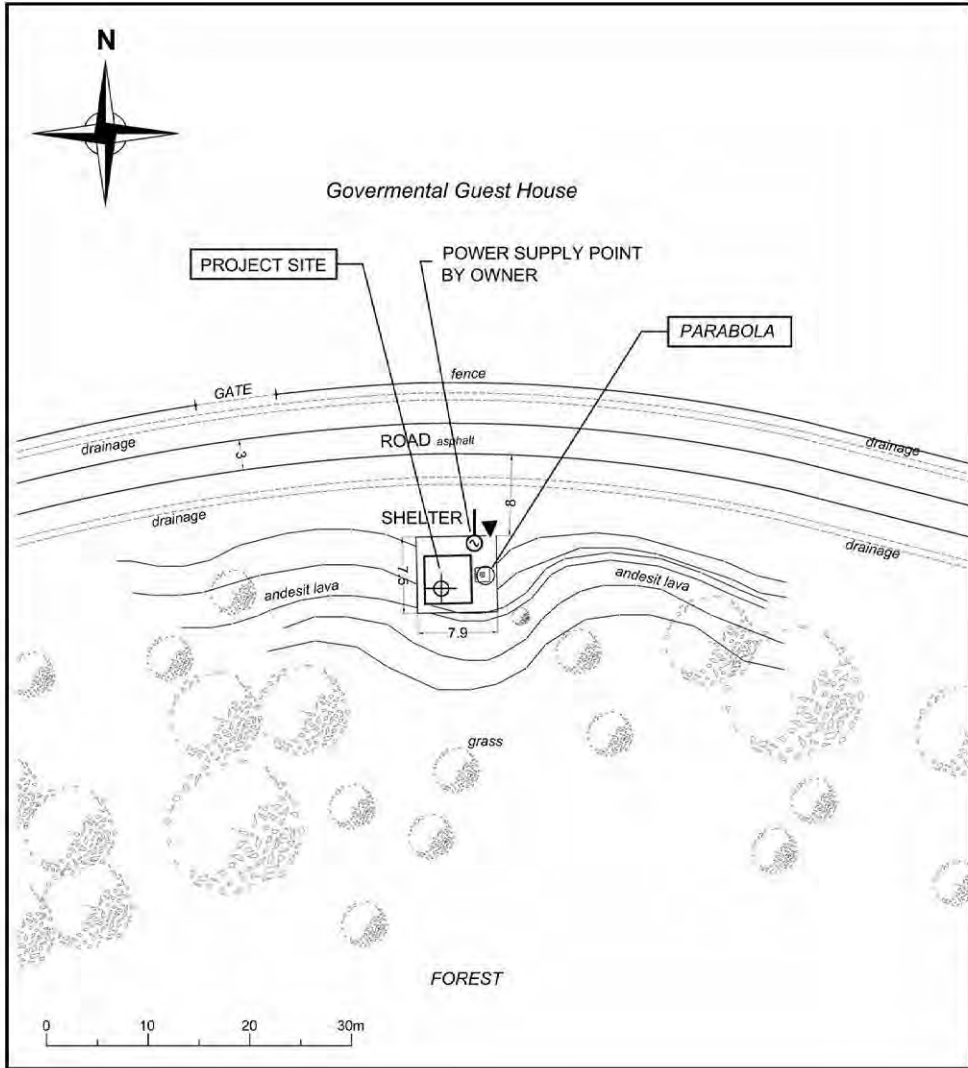 N
Govermental Guest House
PROJECT SITE
POWER SUPPLY POINT
BY OWNER
PARABOLA
fence
GATE
drainage
ROAD asphalt
drainage
3
8
drainage
SHELTER
drainage
7.5
andesit lava
andesit lava
7.9
grass
FOREST
0 10 20 30m